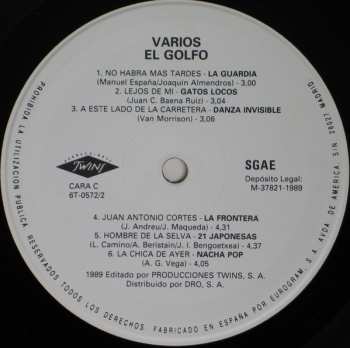 VARIOS
EL GOLFO
1. NO HABRA MAS TARDES - LA GUARDIA
(Manuel España/Joaquin Almendros) - 3,00
2. LEJOS DE MI - GATOS LOCOS
(Juan C. Baena Ruiz) - 3,04
3. A ESTE LADO DE LA CARRETERA - DANZA INVISIBLE
(Van Morrison) - 3,06
TWINS
CARA C
6T-0572/2
SGAE
Depósito Legal:
M-37821-1989
4. JUAN ANTONIO CORTES - LA FRONTERA
(J. Andreu/J. Maqueda) - 4,31
5. HOMBRE DE LA SELVA - 21 JAPONESAS
(L. Camino/A. Beristain/J. I. Bengoetxea) - 4,37
6. LA CHICA DE AYER - NACHA POP
(A. G. Vega) - 4,05
1989 Editado por PRODUCCIONES TWINS, S. A.
Distribuido por DRO, S. A.
PROHIBIDA LA UTILIZACION PUBLICA. RESERVADOS TODOS LOS DERECHOS. FABRICADO EN ESPAÑA POR EUROGRAM, S.A. AVDA. DE AMERICA, S/N. 28027 MADRID